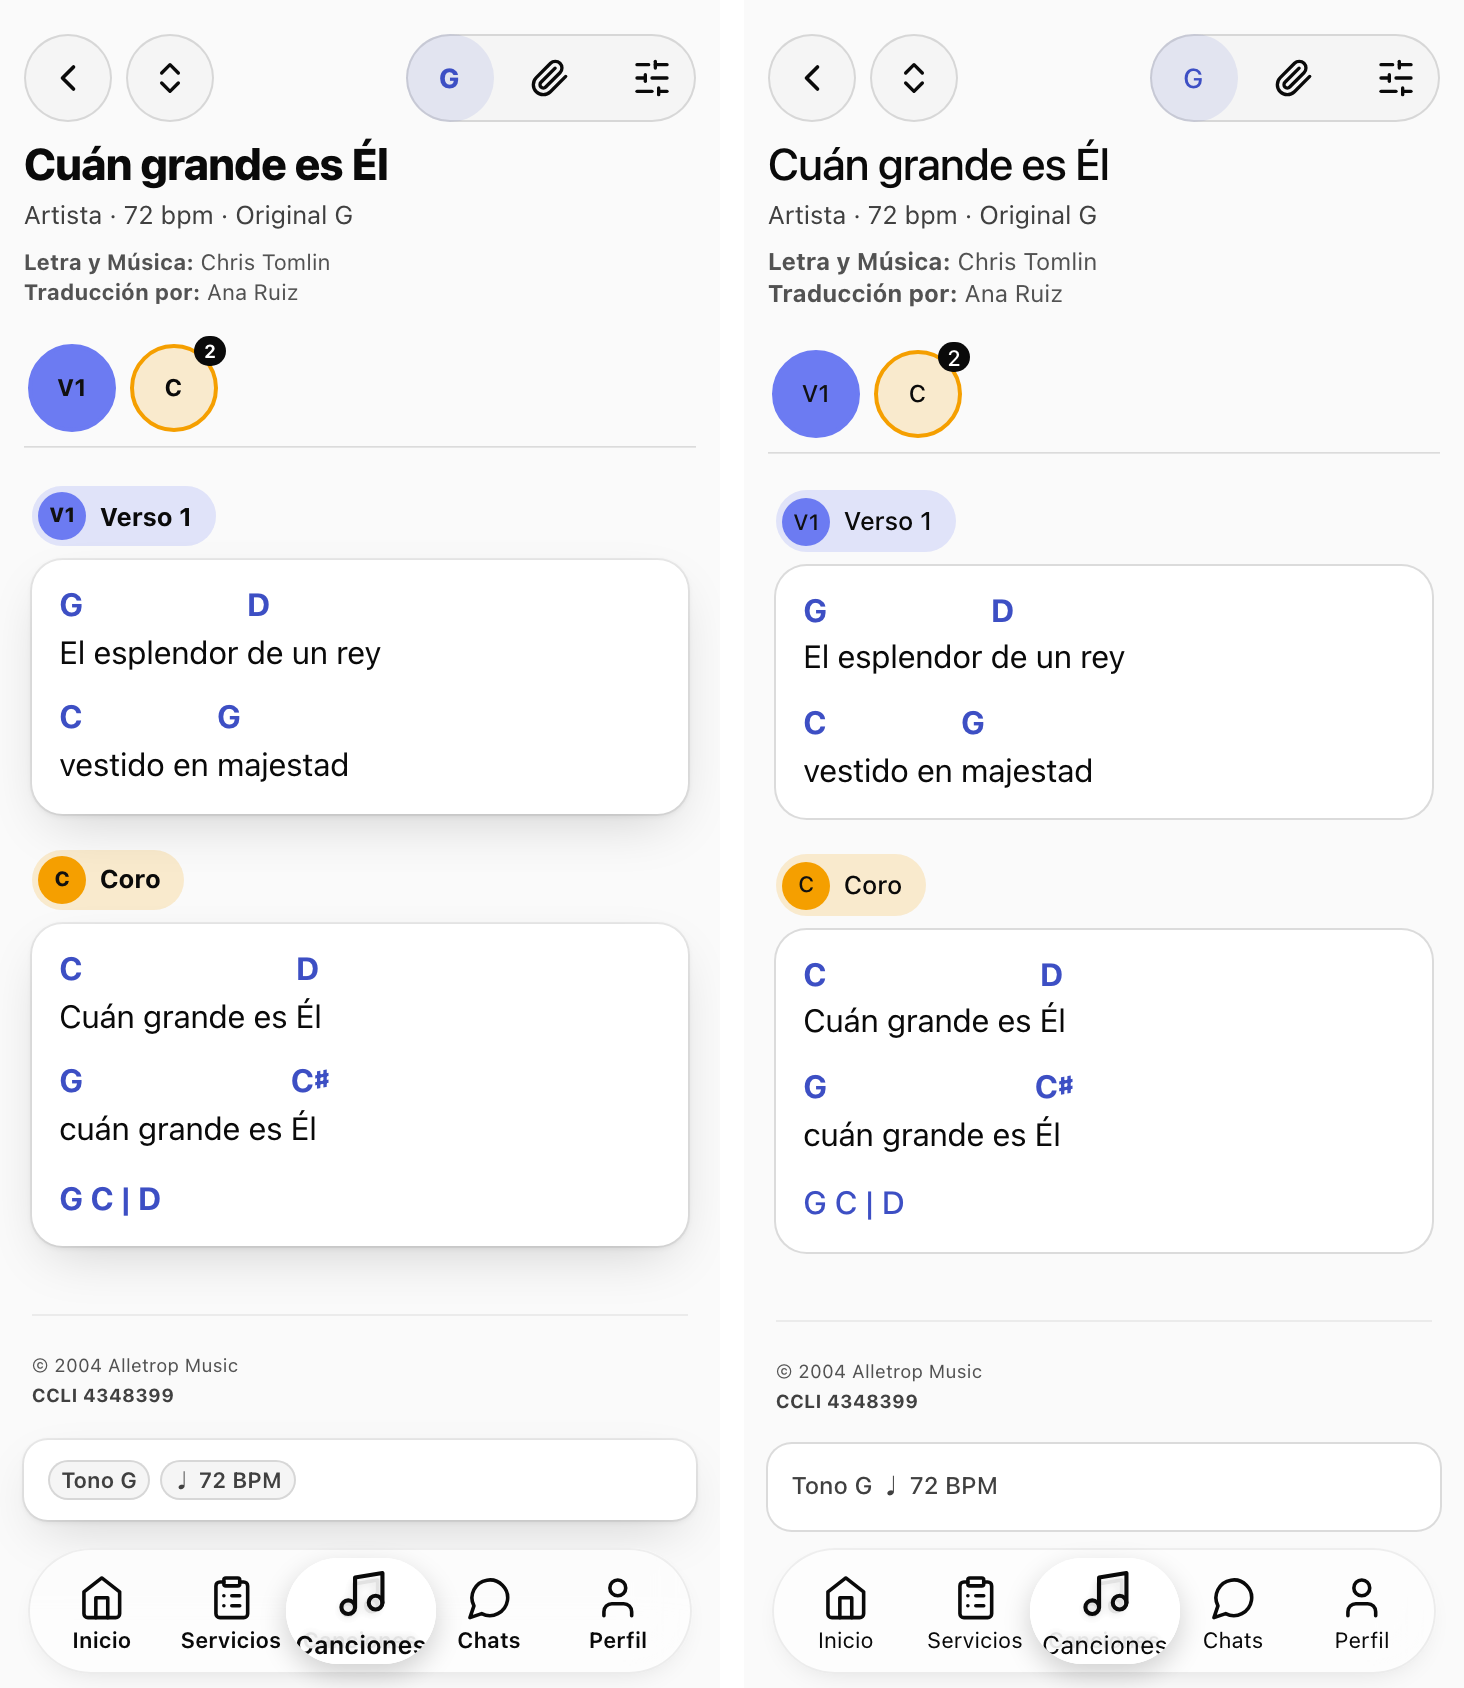 G
Cuán grande es Él
Artista · 72 bpm · Original G
Letra y Música: Chris Tomlin
Traducción por: Ana Ruiz
V1 C 2
V1 Verso 1
G D
El esplendor de un rey
C G
vestido en majestad
C Coro
C D
Cuán grande es Él
G C♯
cuán grande es Él
G C | D
© 2004 Alletrop Music
CCLI 4348399
Tono G ♩ 72 BPM
Inicio Servicios Canciones Chats Perfil
G
Cuán grande es Él
Artista · 72 bpm · Original G
Letra y Música: Chris Tomlin
Traducción por: Ana Ruiz
V1 C 2
V1 Verso 1
G D
El esplendor de un rey
C G
vestido en majestad
C Coro
C D
Cuán grande es Él
G C♯
cuán grande es Él
G C | D
© 2004 Alletrop Music
CCLI 4348399
Tono G ♩ 72 BPM
Inicio Servicios Canciones Chats Perfil